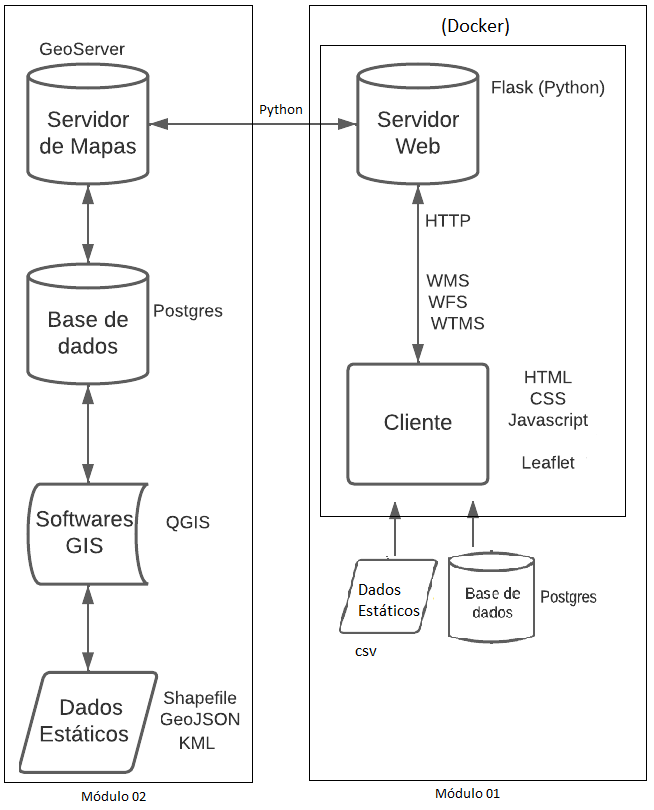 GeoServer
Servidor
de Mapas
Postgres
Base de
dados
Softwares
GIS
QGIS
Dados
Estáticos
Shapefile
GeoJSON
KML
Módulo 02
Python
(Docker)
Servidor
Web
Flask (Python)
HTTP
WMS
WFS
WTMS
Cliente
HTML
CSS
Javascript
Leaflet
Dados
Estáticos
csv
Base de
dados
Postgres
Módulo 01